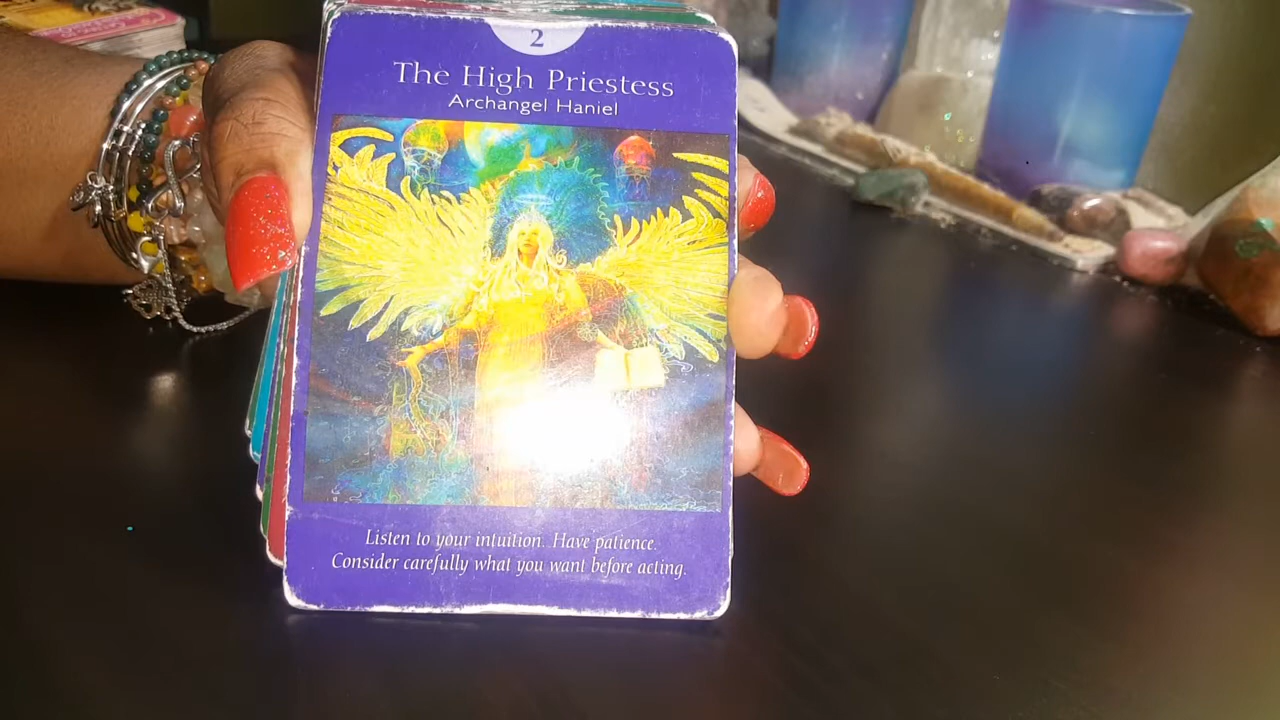 2
The High Priestess
Archangel Haniel
Listen to your intuition. Have patience.
Consider carefully what you want before acting.